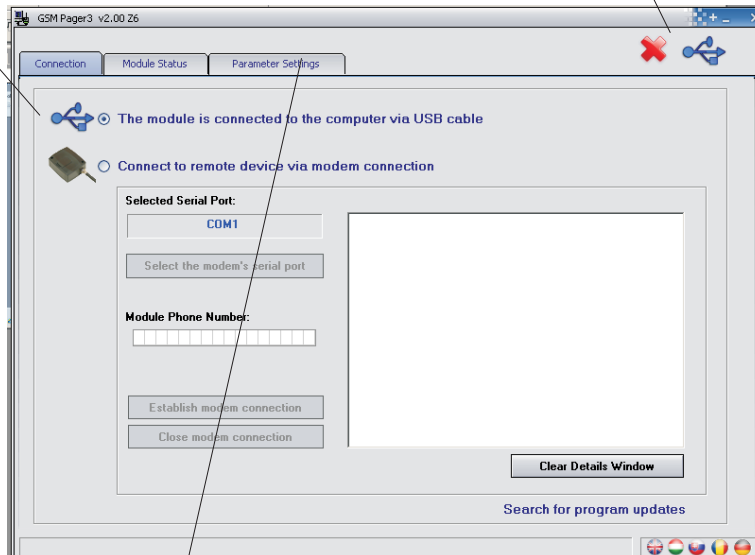 GSM Pager3 v2.00 Z6
Connection
Module Status
Parameter Settings
The module is connected to the computer via USB cable
Connect to remote device via modem connection
Selected Serial Port:
COM1
Select the modem's serial port
Module Phone Number:
Establish modem connection
Close modem connection
Clear Details Window
Search for program updates